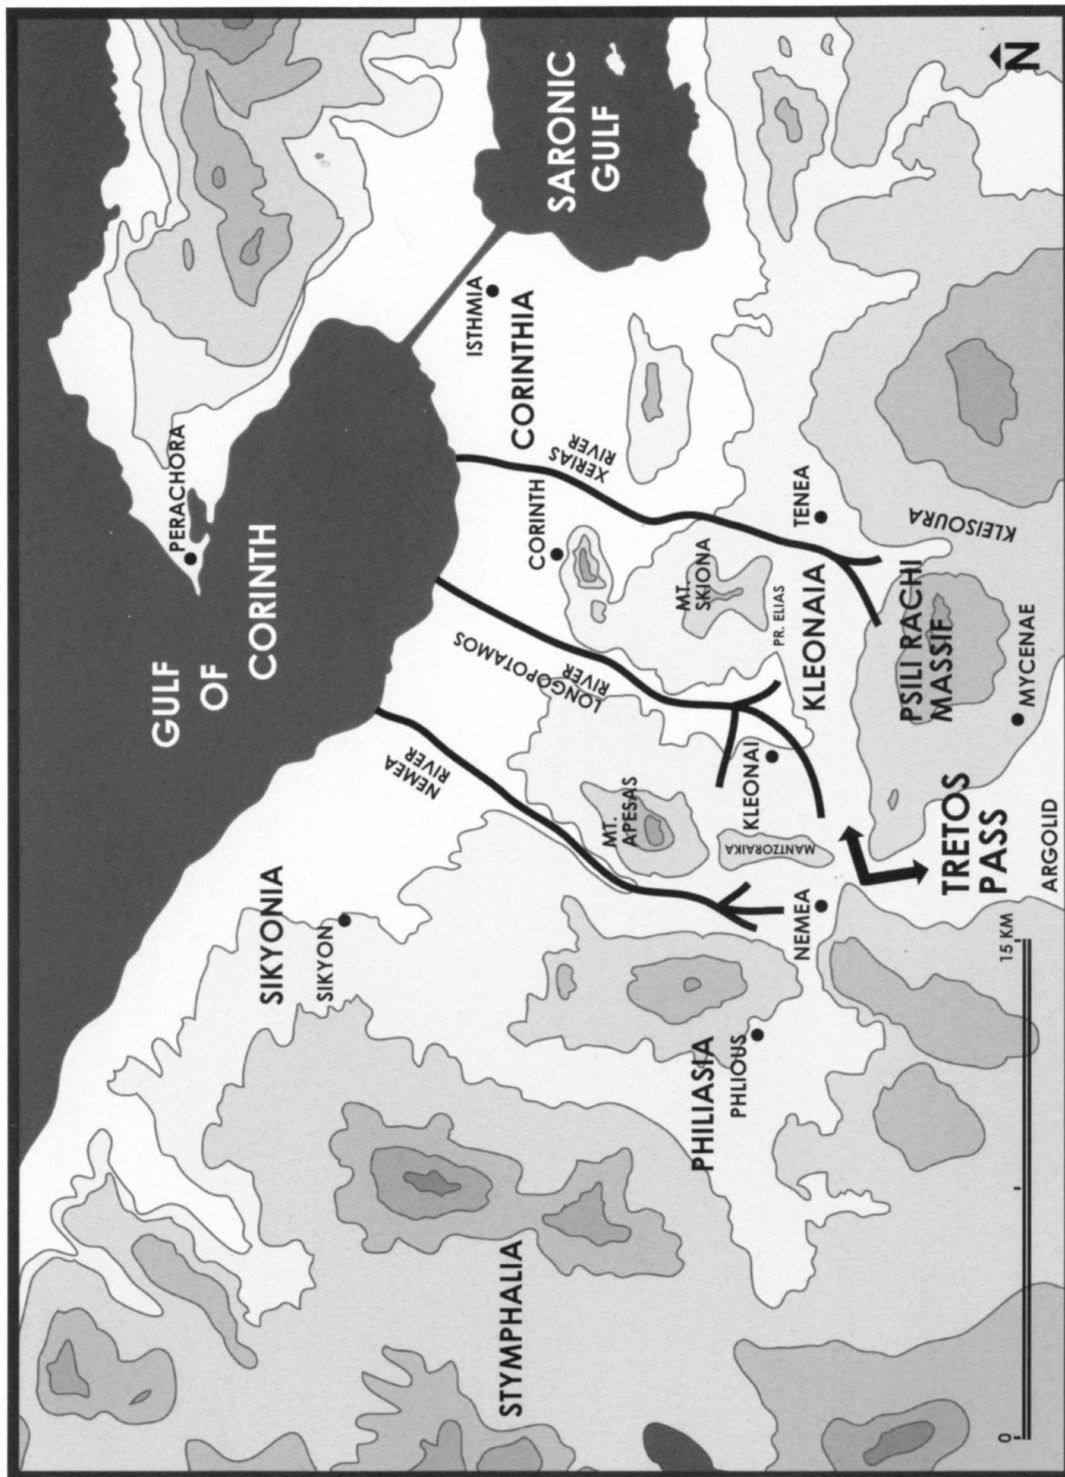 GULF
OF
CORINTH
SARONIC
GULF
N
PERACHORA
ISTHMIA
CORINTHIA
XERIAS
RIVER
CORINTH
LONGOPOTAMOS
RIVER
NEMEA
RIVER
SIKYONIA
SIKYON
MT.
SKIONA
MT.
APESAS
PR. ELIAS
TENEA
KLEONAIA
KLEONAI
MANTZORAIKA
KLEISOURA
PSILI RACHI
MASSIF
MYCENAE
NEMEA
TRETOS
PASS
ARGOLID
PHILIASIA
PHLIOUS
STYMPHALIA
0
15 KM